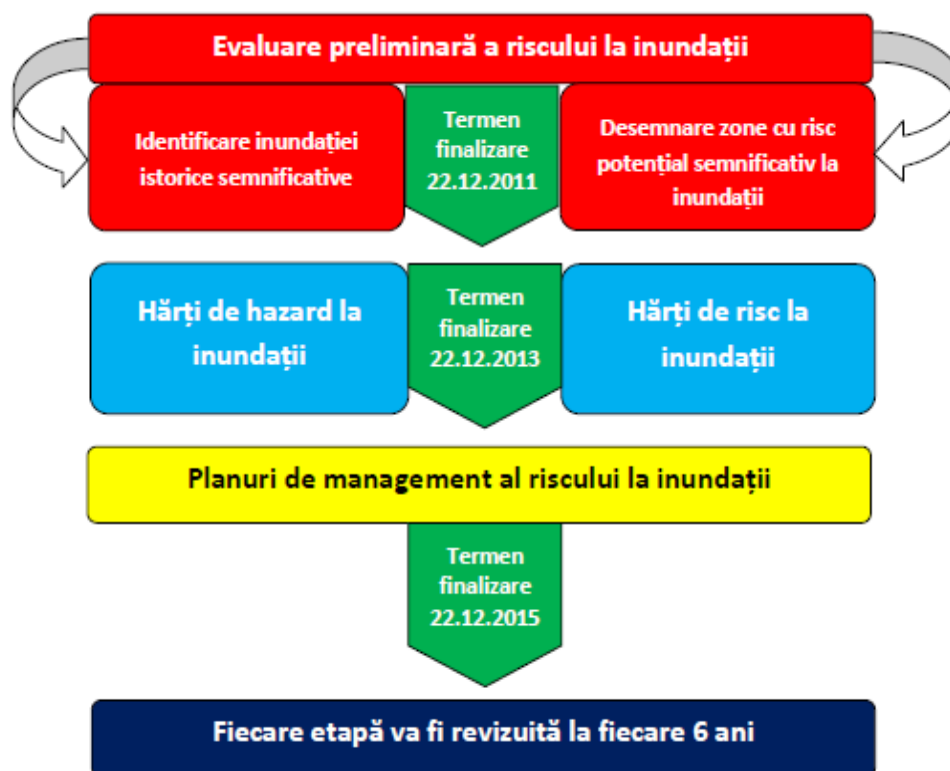 Evaluare preliminară a riscului la inundații
Identificare inundației
istorice semnificative
Termen
finalizare
22.12.2011
Desemnare zone cu risc
potențial semnificativ la
inundații
Hărți de hazard la
inundații
Termen
finalizare
22.12.2013
Hărți de risc la
inundații
Planuri de management al riscului la inundații
Termen
finalizare
22.12.2015
Fiecare etapă va fi revizuită la fiecare 6 ani